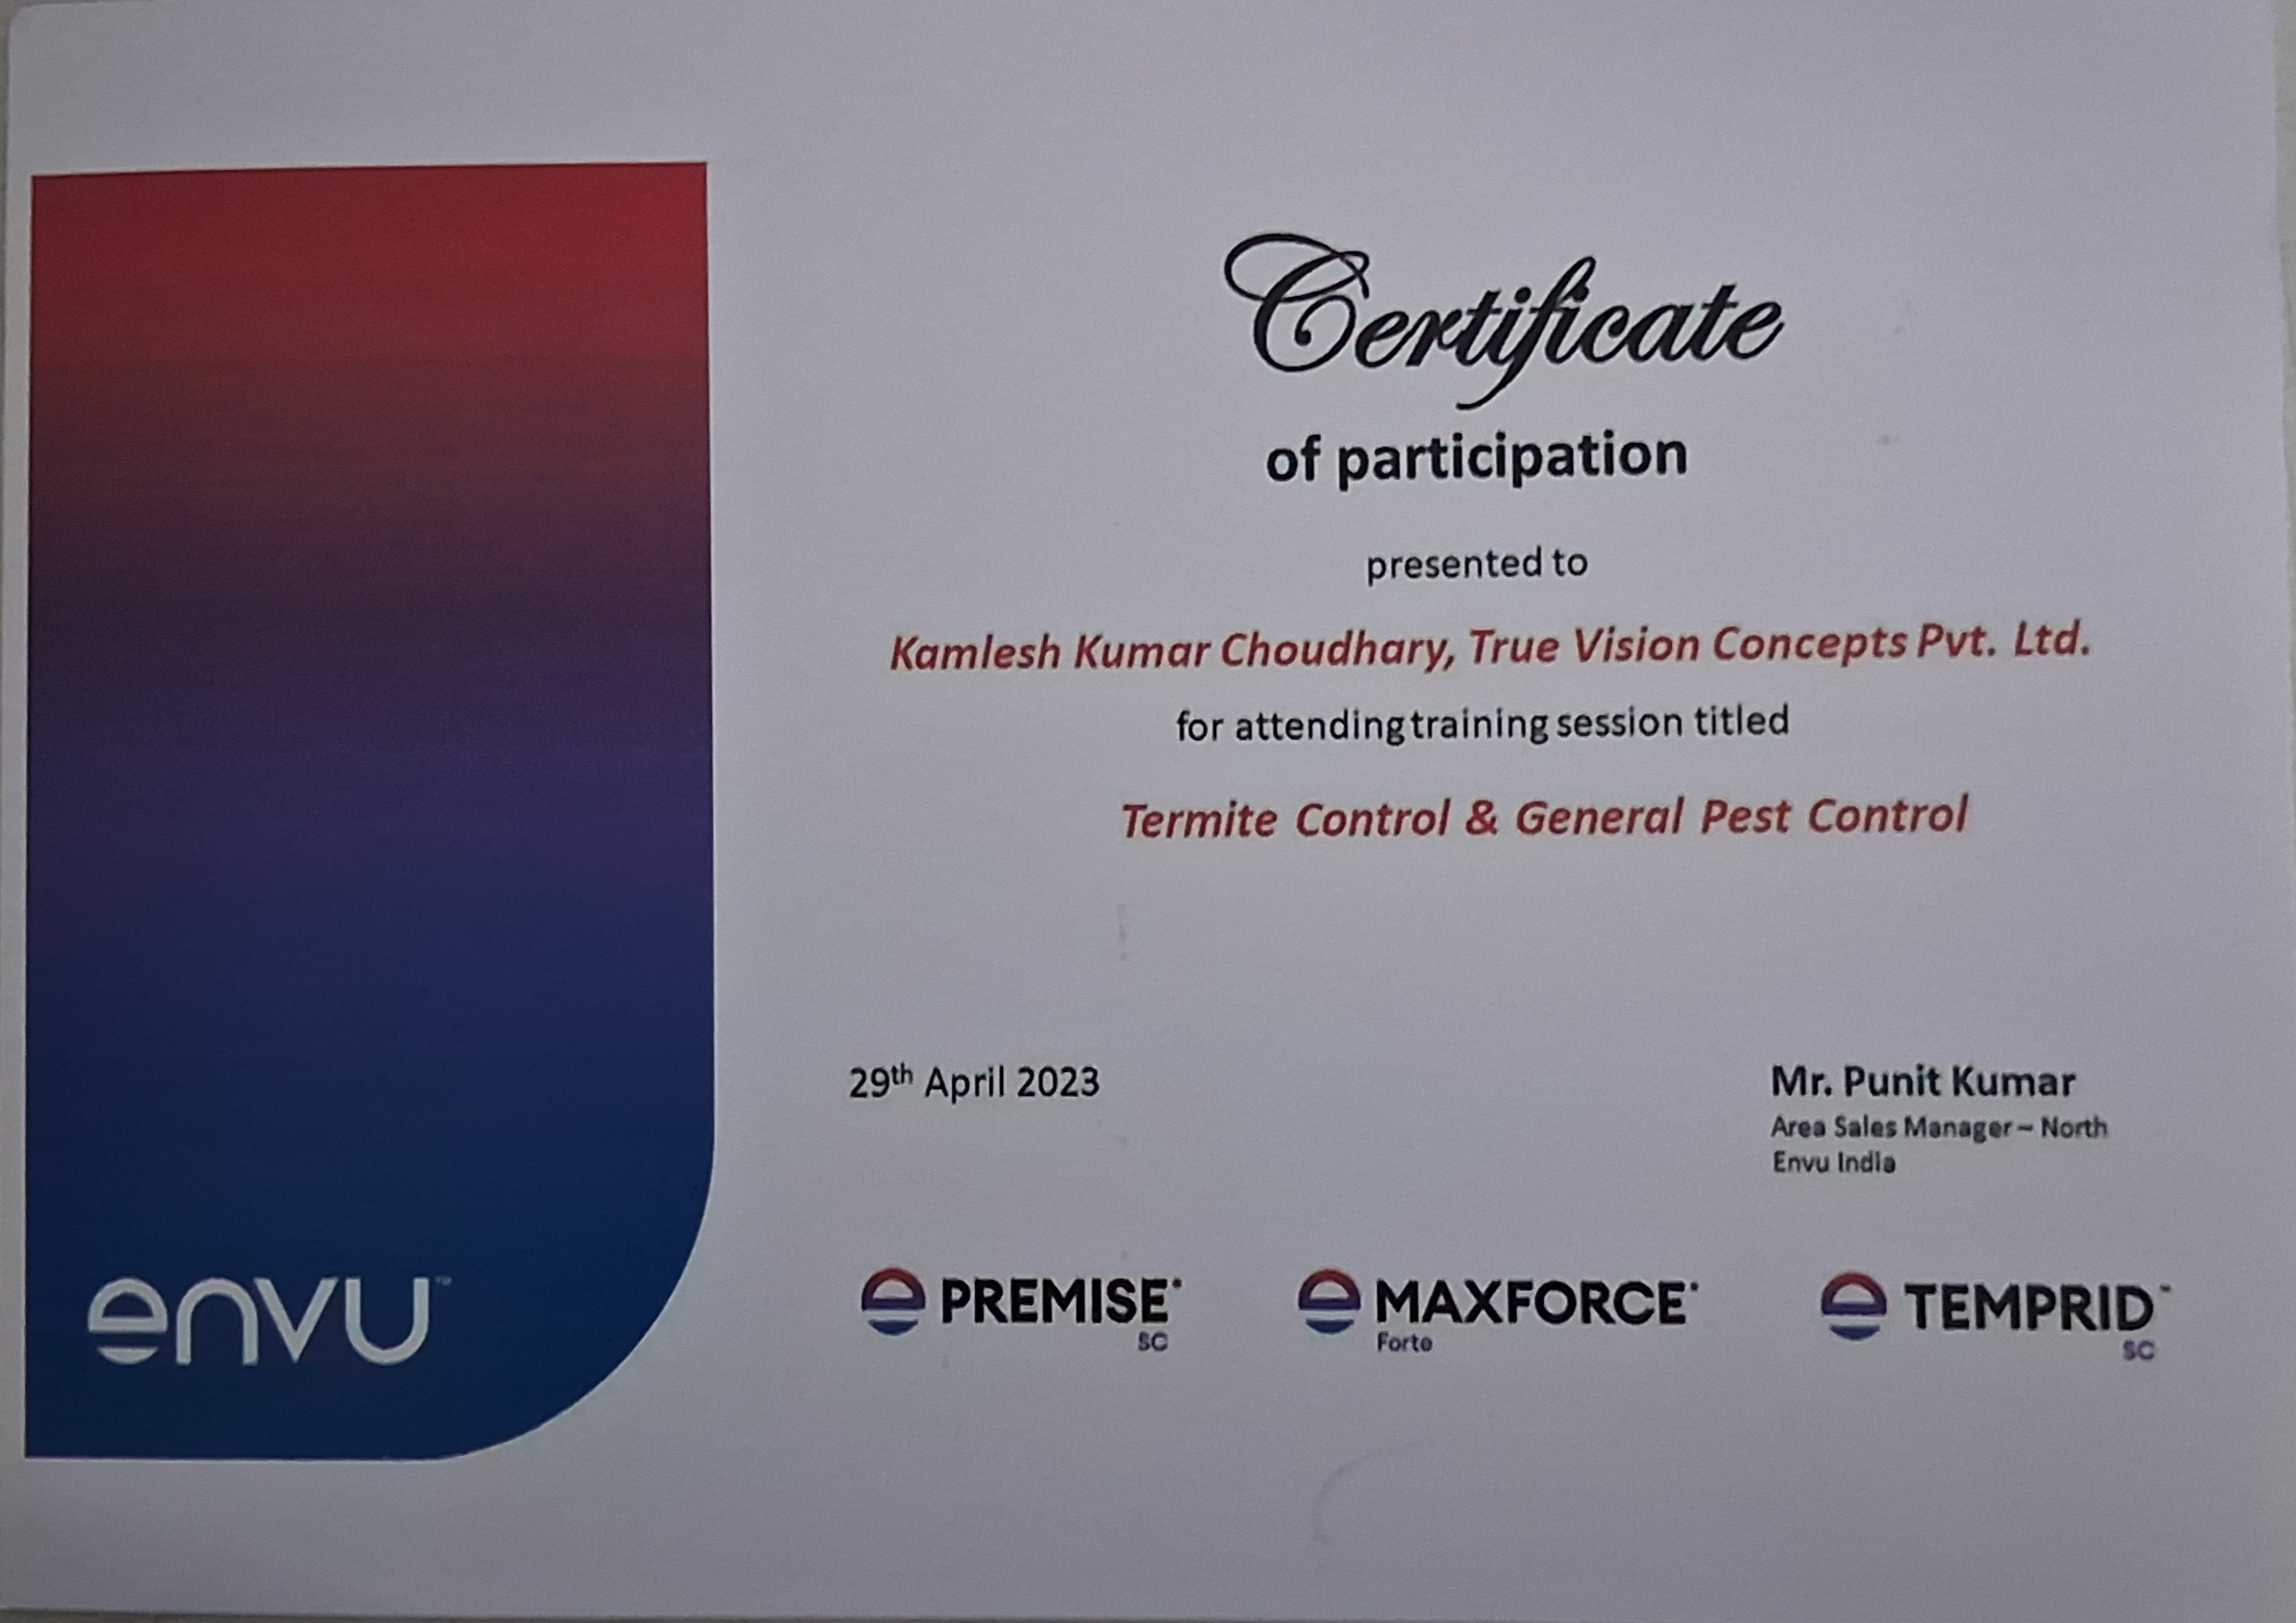 Certificate
of participation
presented to
Kamlesh Kumar Choudhary, True Vision Concepts Pvt. Ltd.
for attending training session titled
Termite Control & General Pest Control
29th April 2023
Mr. Punit Kumar
Area Sales Manager – North
Envu India
envu™
PREMISE®
SC
MAXFORCE®
Forte
TEMPRID™
SC